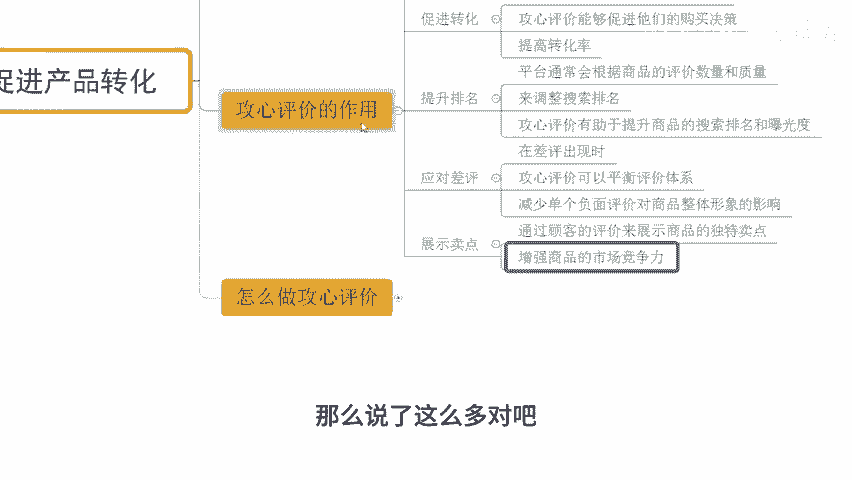 促进转化
攻心评价能够促进他们的购买决策
提高转化率
促进产品转化
攻心评价的作用
提升排名
平台通常会根据商品的评价数量和质量
来调整搜索排名
攻心评价有助于提升商品的搜索排名和曝光度
应对差评
在差评出现时
攻心评价可以平衡评价体系
减少单个负面评价对商品整体形象的影响
展示卖点
通过顾客的评价来展示商品的独特卖点
增强商品的市场竞争力
怎么做攻心评价
那么说了这么多对吧